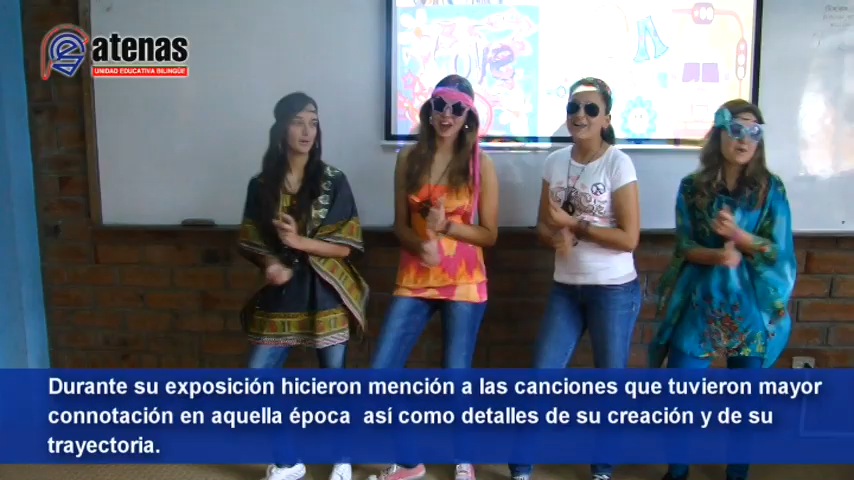 atenas
UNIDAD EDUCATIVA BILINGÜE
Durante su exposición hicieron mención a las canciones que tuvieron mayor
connotación en aquella época así como detalles de su creación y de su
trayectoria.